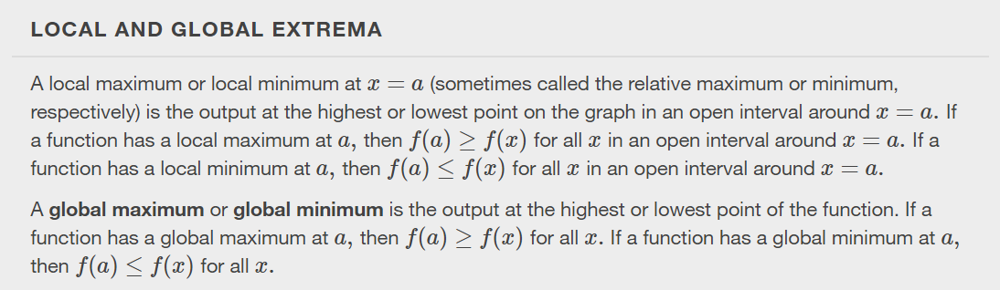 LOCAL AND GLOBAL EXTREMA
A local maximum or local minimum at x = a (sometimes called the relative maximum or minimum,
respectively) is the output at the highest or lowest point on the graph in an open interval around x = a. If
a function has a local maximum at a, then f(a) ≥ f(x) for all x in an open interval around x = a. If a
function has a local minimum at a, then f(a) ≤ f(x) for all x in an open interval around x = a.
A global maximum or global minimum is the output at the highest or lowest point of the function. If a
function has a global maximum at a, then f(a) ≥ f(x) for all x. If a function has a global minimum at a,
then f(a) ≤ f(x) for all x.